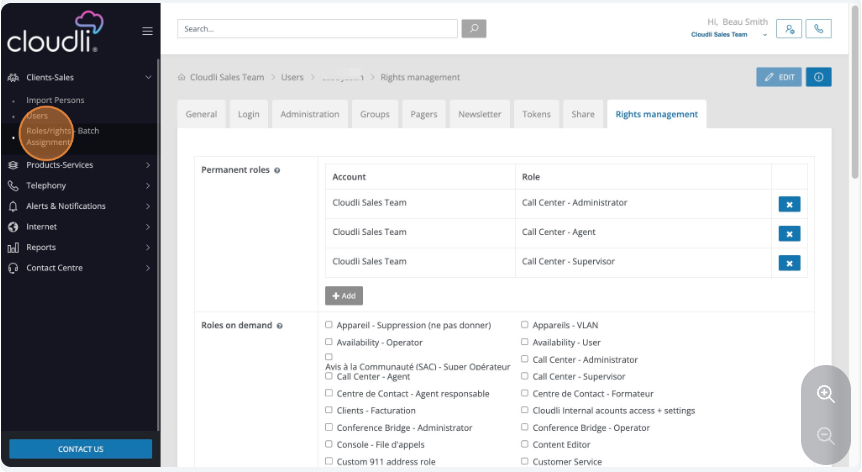 cloudli
Search...
Hi, Beau Smith
Cloudli Sales Team
Clients-Sales
Import Persons
Users
Roles/rights - Batch
Assignment
Products-Services
Telephony
Alerts & Notifications
Internet
Reports
Contact Centre
CONTACT US
Cloudli Sales Team > Users > > Rights management
EDIT
General Login Administration Groups Pagers Newsletter Tokens Share Rights management
Permanent roles
Account Role
Cloudli Sales Team Call Center - Administrator
Cloudli Sales Team Call Center - Agent
Cloudli Sales Team Call Center - Supervisor
+ Add
Roles on demand
Appareil - Suppression (ne pas donner) Appareils - VLAN
Availability - Operator Availability - User
Avis à la Communauté (SAC) - Super Opérateur Call Center - Administrator
Call Center - Agent Call Center - Supervisor
Centre de Contact - Agent responsable Centre de Contact - Formateur
Clients - Facturation Cloudli Internal acounts access + settings
Conference Bridge - Administrator Conference Bridge - Operator
Console - File d'appels Content Editor
Custom 911 address role Customer Service